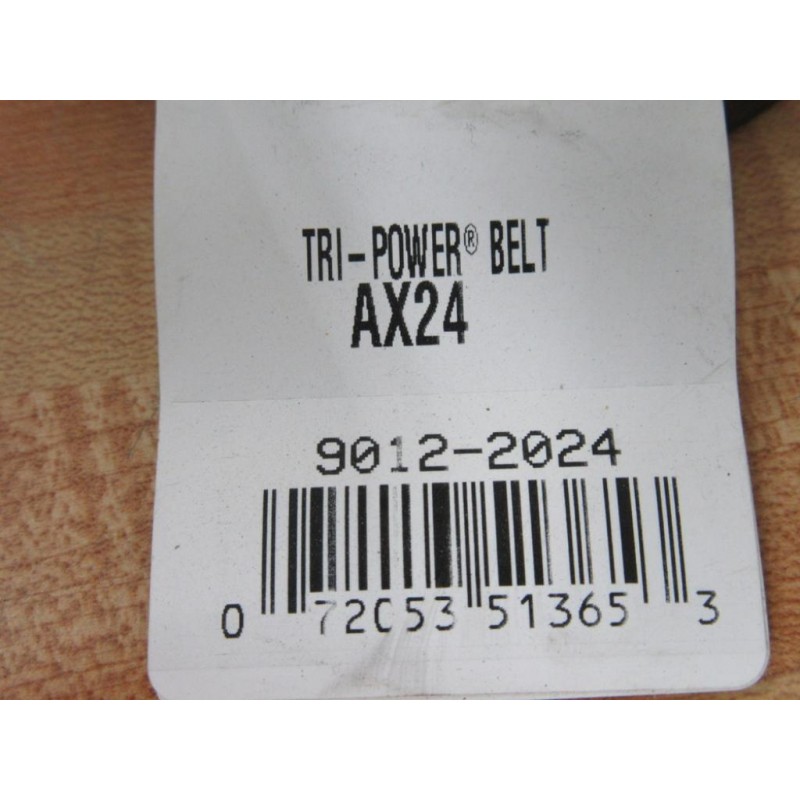 TRI-POWER® BELT
AX24
9012-2024
0 72053 51365 3